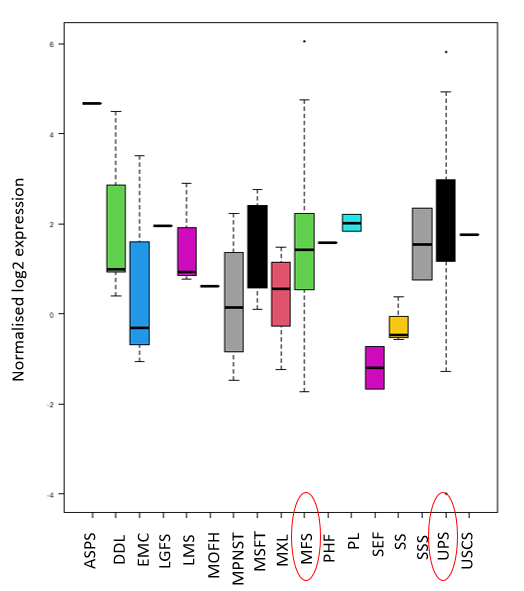 Normalised log2 expression
6
4
2
0
-2
-4
ASPS
DDL
EMC
LGFS
LMS
MOFH
MPNST
MSFT
MXL
MFS
PHF
PL
SEF
SS
SSS
UPS
USCS